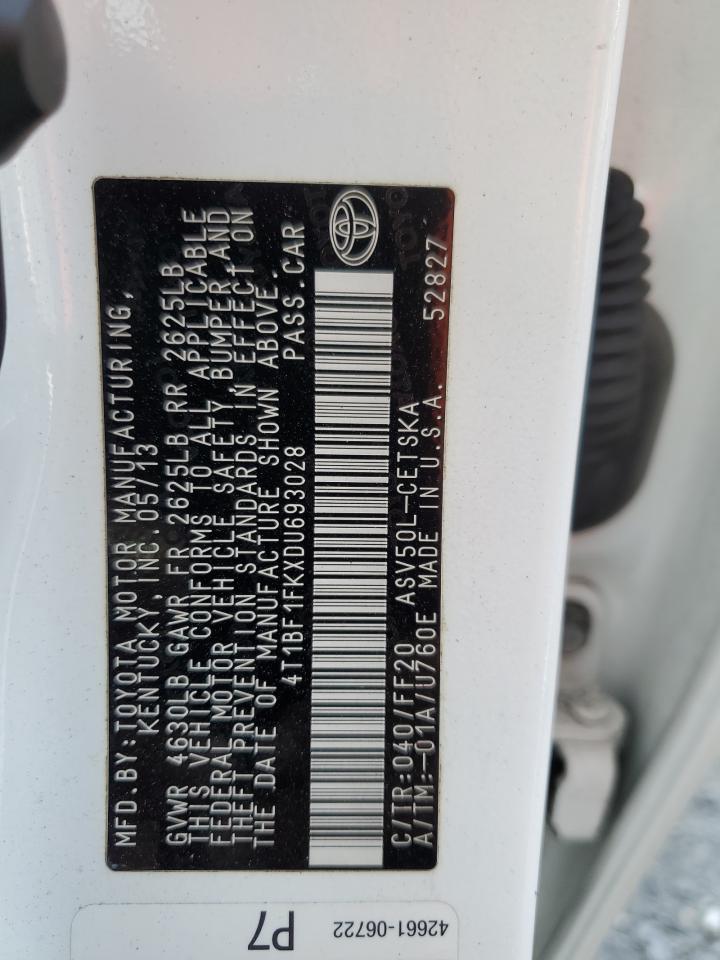 MFD.BY:TOYOTA MOTOR MANUFACTURING,
KENTUCKY,INC.05/13
GVWR 4630LB GAWR FR 2625LB RR 2625LB
THIS VEHICLE CONFORMS TO ALL APPLICABLE
FEDERAL MOTOR VEHICLE SAFETY,BUMPER,AND
THEFT PREVENTION STANDARDS IN EFFECT ON
THE DATE OF MANUFACTURE SHOWN ABOVE.
4T1BF1FKXDU693028 PASS.CAR
C/TR:040/FF20 ASV50L-CETSKA 52827
A/TM:-01A/U760E MADE IN U.S.A.
42661-06722
P7